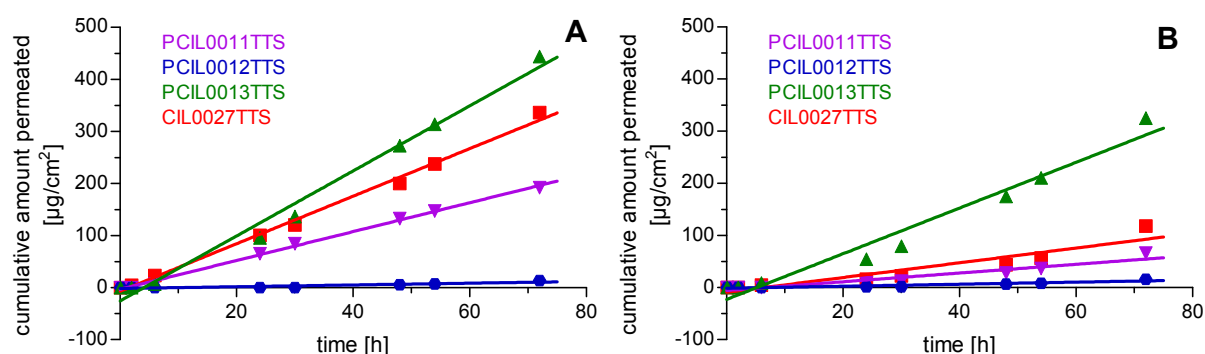 A
PCIL0011TTS
PCIL0012TTS
PCIL0013TTS
CIL0027TTS
cumulative amount permeated
[µg/cm²]
500
400
300
200
100
0
-100
20
40
60
80
time [h]
B
PCIL0011TTS
PCIL0012TTS
PCIL0013TTS
CIL0027TTS
cumulative amount permeated
[µg/cm²]
500
400
300
200
100
0
-100
20
40
60
80
time [h]